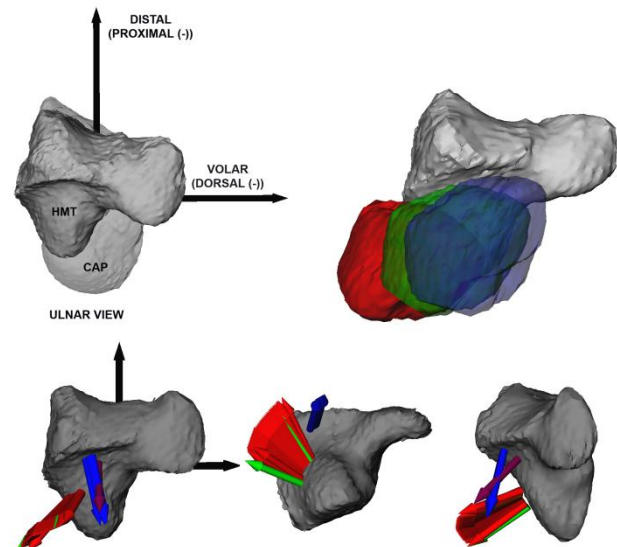 DISTAL
(PROXIMAL (-))
VOLAR
(DORSAL (-))
HMT
CAP
ULNAR VIEW